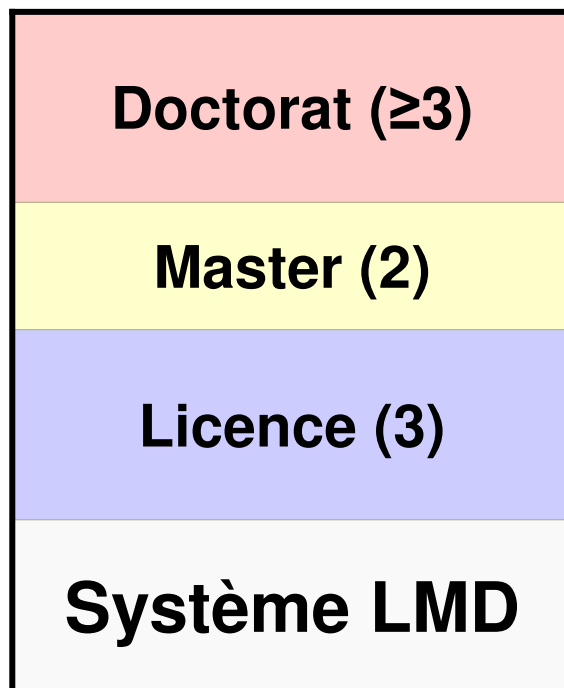 Doctorat (≥3)
Master (2)
Licence (3)
Système LMD